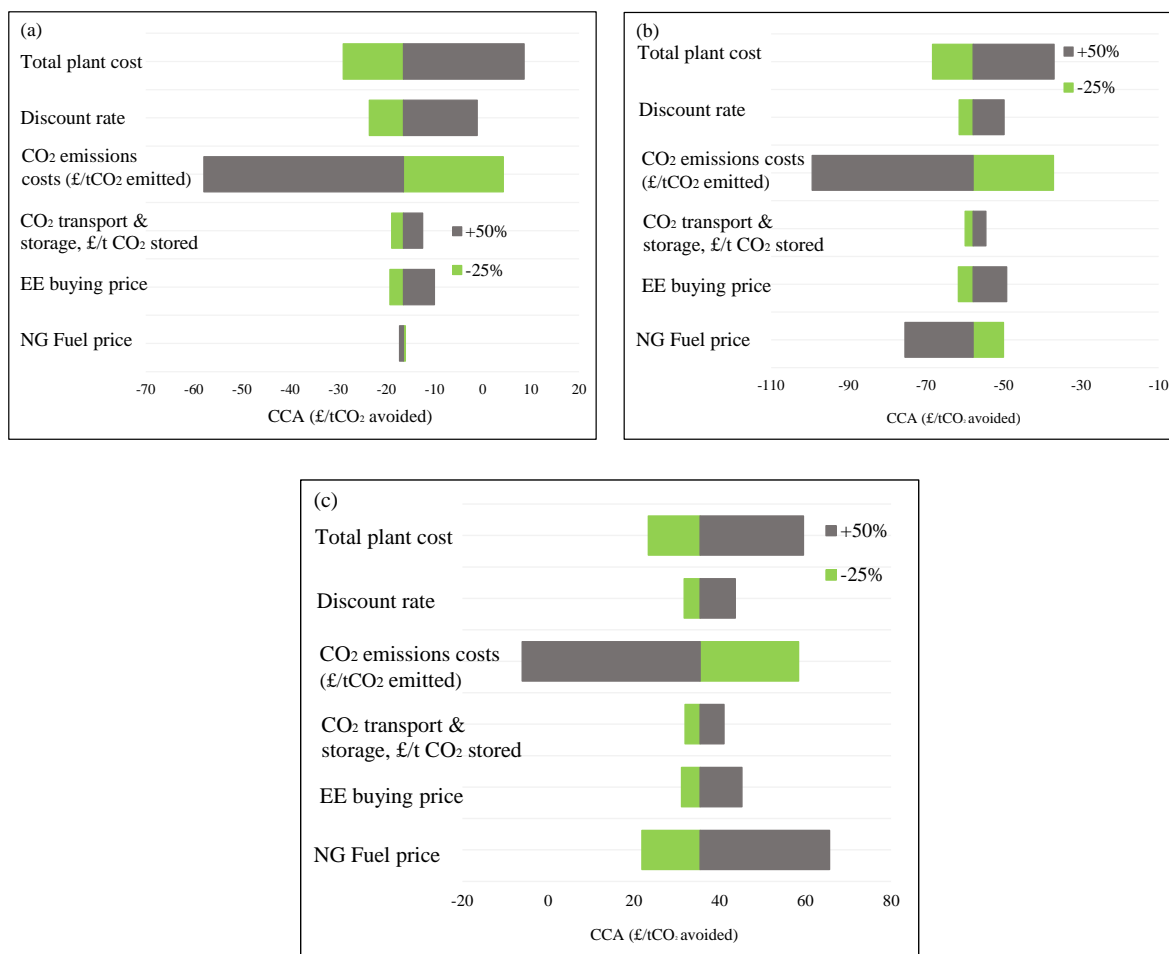 (a)
Total plant cost
Discount rate
CO₂ emissions
costs (£/tCO₂ emitted)
CO₂ transport &
storage, £/t CO₂ stored
EE buying price
NG Fuel price
+50%
-25%
-70 -60 -50 -40 -30 -20 -10 0 10 20
CCA (£/tCO₂ avoided)
(b)
Total plant cost
Discount rate
CO₂ emissions costs
(£/tCO₂ emitted)
CO₂ transport &
storage, £/t CO₂ stored
EE buying price
NG Fuel price
+50%
-25%
-110 -90 -70 -50 -30 -10
CCA (£/tCO₂ avoided)
(c)
Total plant cost
Discount rate
CO₂ emissions costs
(£/tCO₂ emitted)
CO₂ transport &
storage, £/t CO₂ stored
EE buying price
NG Fuel price
+50%
-25%
-20 0 20 40 60 80
CCA (£/tCO₂ avoided)